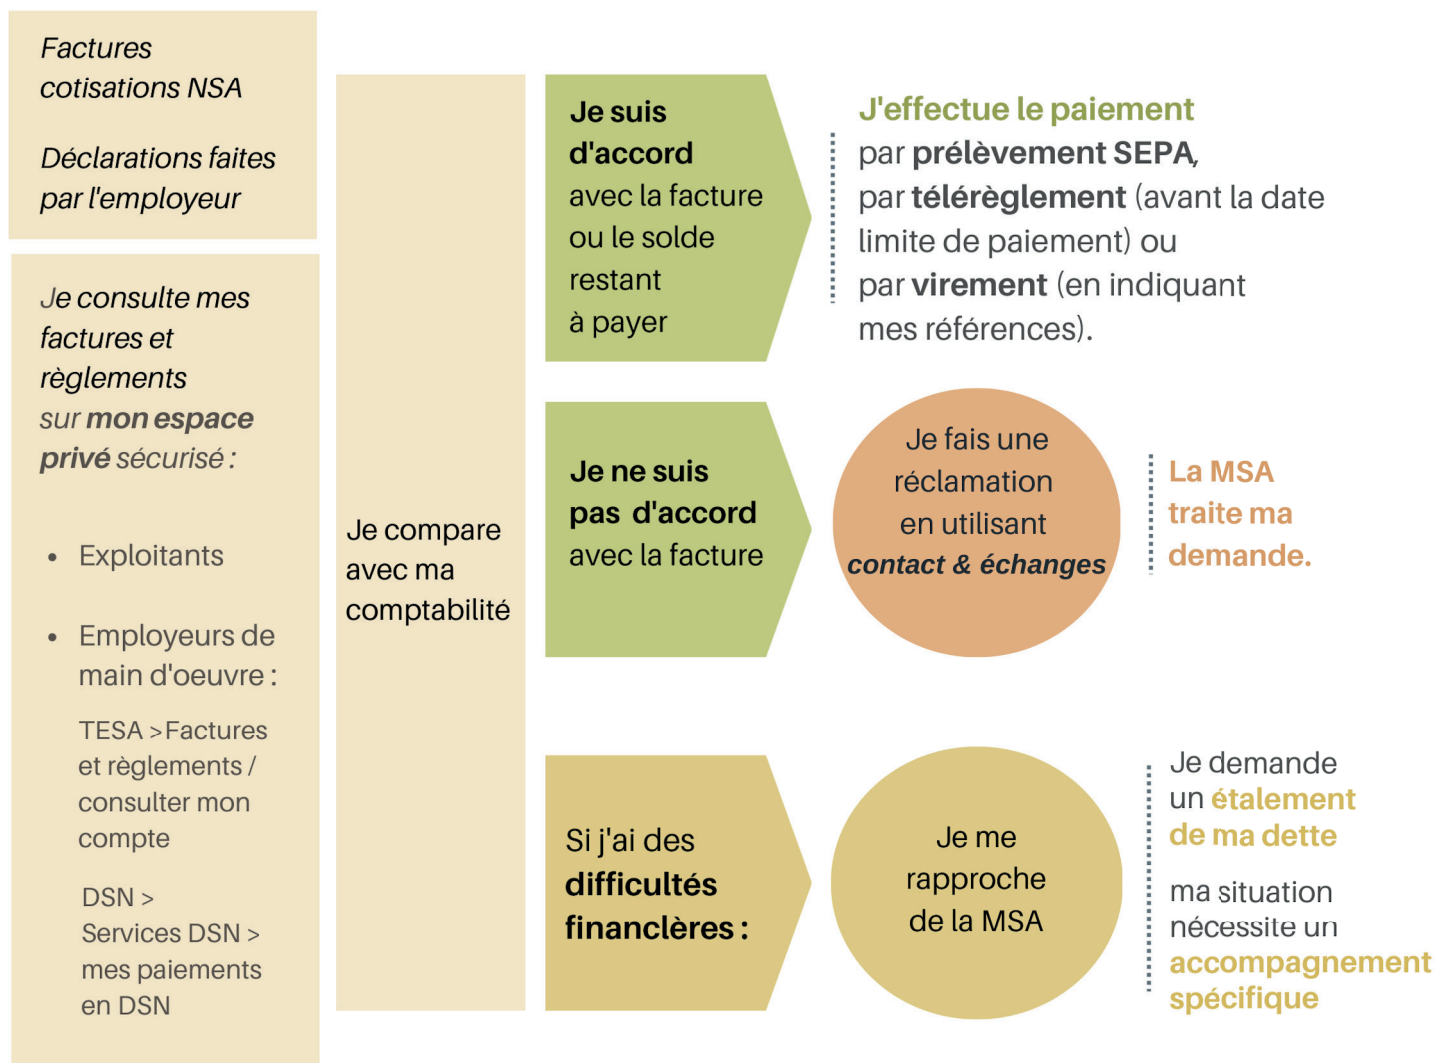 Factures
cotisations NSA
Déclarations faites
par l'employeur
Je consulte mes
factures et
règlements
sur mon espace
privé sécurisé :
• Exploitants
• Employeurs de
main d'oeuvre :
TESA >Factures
et règlements /
consulter mon
compte
DSN >
Services DSN >
mes paiements
en DSN
Je compare
avec ma
comptabilité
Je suis
d'accord
avec la facture
ou le solde
restant
à payer
J'effectue le paiement
par prélèvement SEPA,
par télérèglement (avant la date
limite de paiement) ou
par virement (en indiquant
mes références).
Je ne suis
pas d'accord
avec la facture
Je fais une
réclamation
en utilisant
contact & échanges
La MSA
traite ma
demande.
Si j'ai des
difficultés
financlères :
Je me
rapproche
de la MSA
Je demande
un étalement
de ma dette
ma situation
nécessite un
accompagnement
spécifique